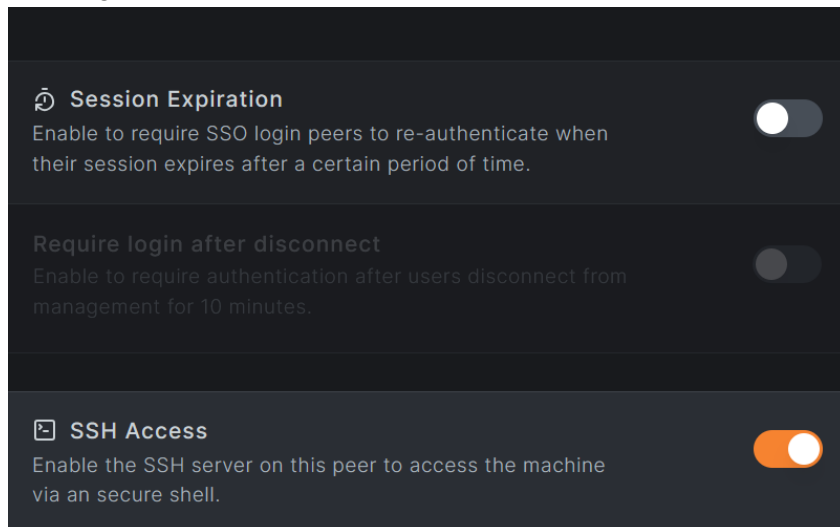 Session Expiration
Enable to require SSO login peers to re-authenticate when
their session expires after a certain period of time.
Require login after disconnect
Enable to require authentication after users disconnect from
management for 10 minutes.
SSH Access
Enable the SSH server on this peer to access the machine
via an secure shell.